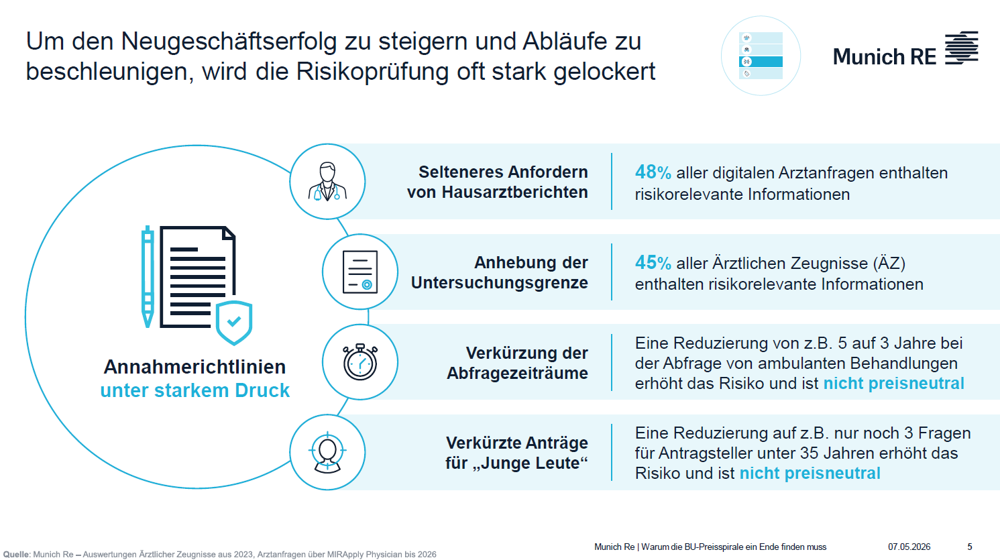 Um den Neugeschäftserfolg zu steigern und Abläufe zu
beschleunigen, wird die Risikoprüfung oft stark gelockert
Munich RE
Annahmerichtlinien
unter starkem Druck
Selteneres Anfordern
von Hausarztberichten
48% aller digitalen Arztanfragen enthalten
risikorelevante Informationen
Anhebung der
Untersuchungsgrenze
45% aller Ärztlichen Zeugnisse (ÄZ)
enthalten risikorelevante Informationen
Verkürzung der
Abfragezeiträume
Eine Reduzierung von z.B. 5 auf 3 Jahre bei
der Abfrage von ambulanten Behandlungen
erhöht das Risiko und ist nicht preisneutral
Verkürzte Anträge
für „Junge Leute“
Eine Reduzierung auf z.B. nur noch 3 Fragen
für Antragsteller unter 35 Jahren erhöht das
Risiko und ist nicht preisneutral
Quelle: Munich Re – Auswertungen Ärztlicher Zeugnisse aus 2023, Arztanfragen über MIRApply Physician bis 2026
Munich Re | Warum die BU-Preisspirale ein Ende finden muss
07.05.2026
5